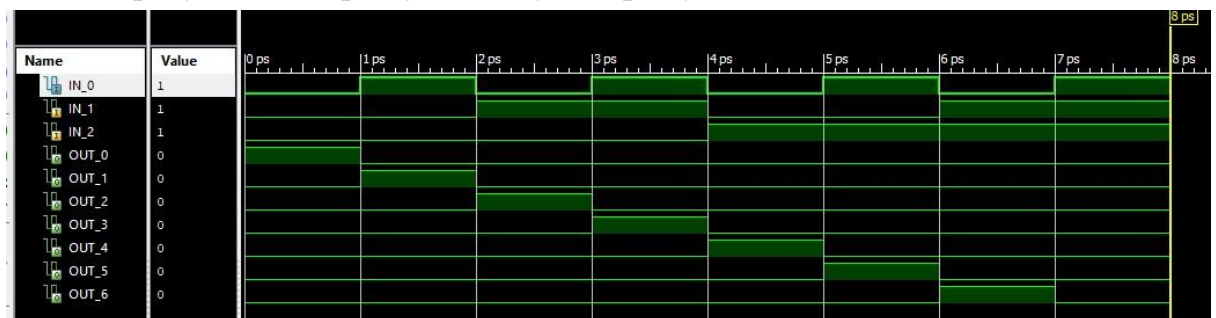 8 ps
Name Value 0 ps 1 ps 2 ps 3 ps 4 ps 5 ps 6 ps 7 ps 8 ps
IN_0 1
IN_1 1
IN_2 1
OUT_0 0
OUT_1 0
OUT_2 0
OUT_3 0
OUT_4 0
OUT_5 0
OUT_6 0